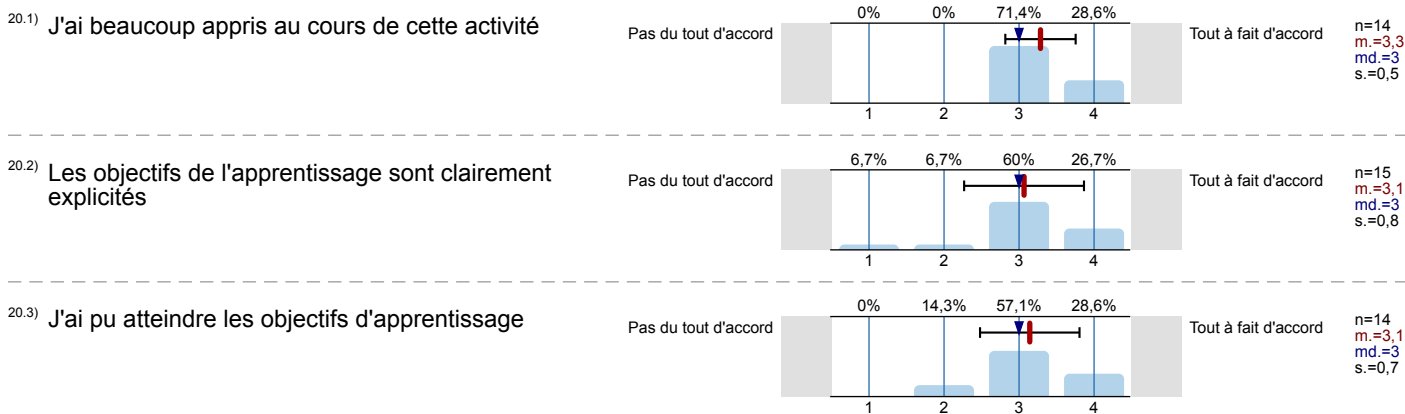 20.1) J'ai beaucoup appris au cours de cette activité
Pas du tout d'accord
0% 0% 71,4% 28,6%
1 2 3 4
Tout à fait d'accord
n=14
m.=3,3
md.=3
s.=0,5
20.2) Les objectifs de l'apprentissage sont clairement
explicités
Pas du tout d'accord
6,7% 6,7% 60% 26,7%
1 2 3 4
Tout à fait d'accord
n=15
m.=3,1
md.=3
s.=0,8
20.3) J'ai pu atteindre les objectifs d'apprentissage
Pas du tout d'accord
0% 14,3% 57,1% 28,6%
1 2 3 4
Tout à fait d'accord
n=14
m.=3,1
md.=3
s.=0,7